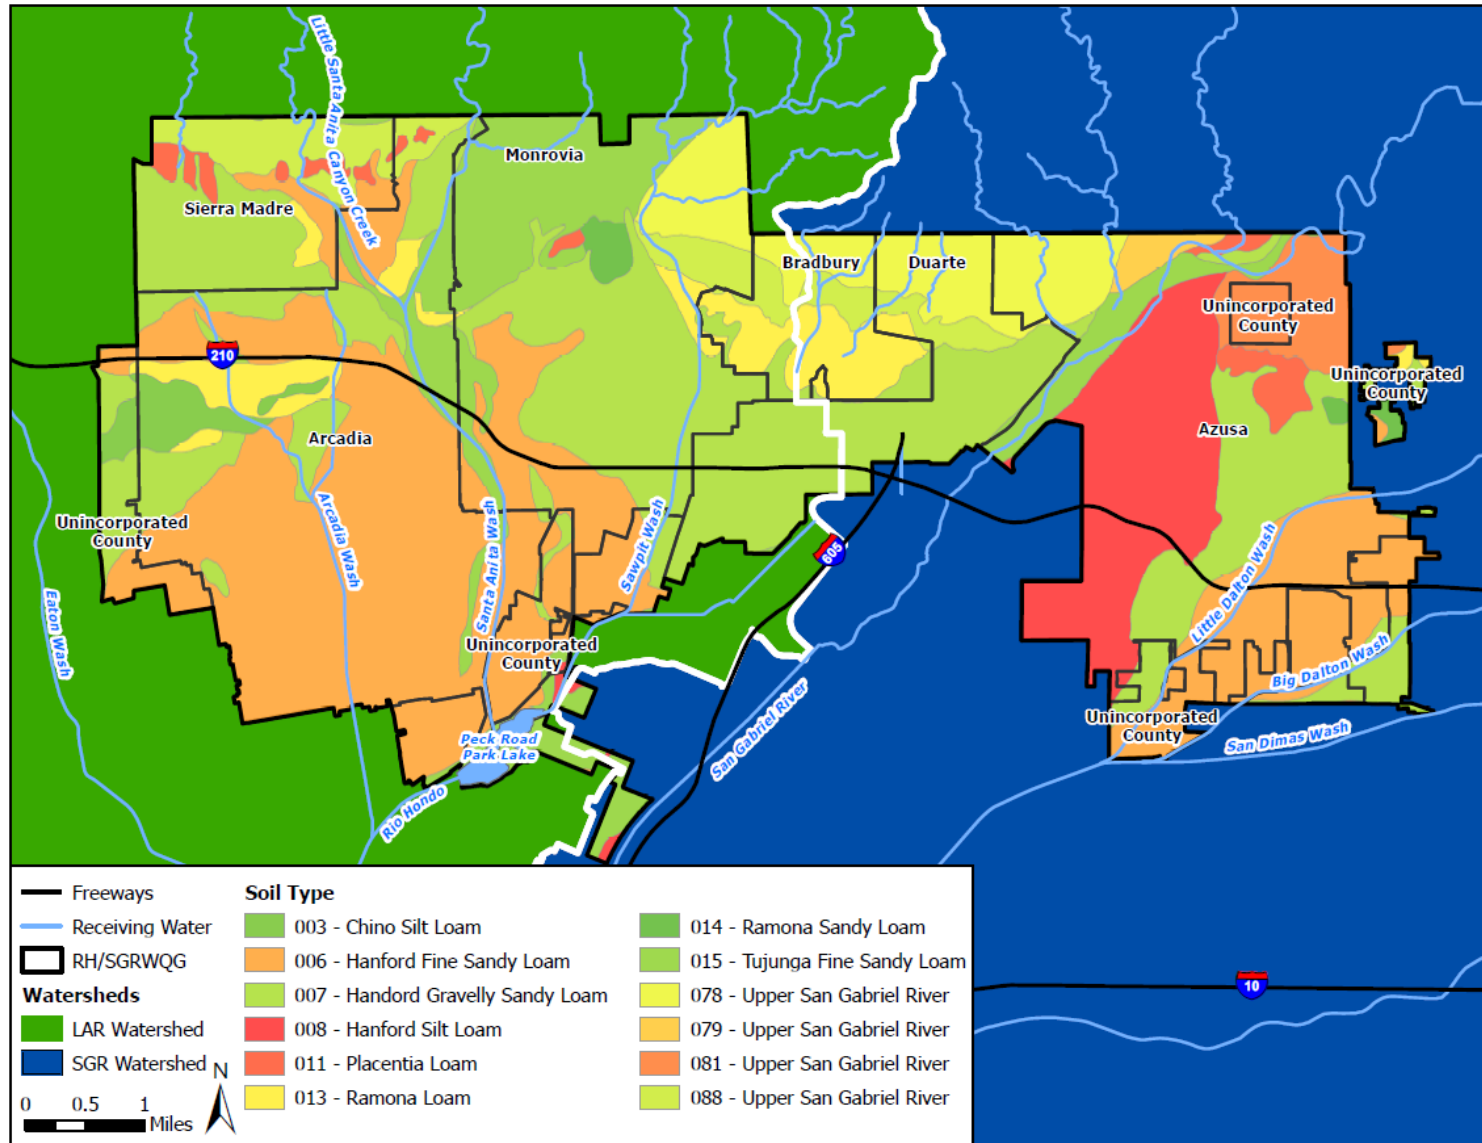 Little Santa Anita Canyon Creek
Monrovia
Sierra Madre
Bradbury
Duarte
Unincorporated
County
210
Unincorporated
County
Arcadia
Azusa
Unincorporated
County
Arcadia Wash
Santa Anita Wash
Sawpit Wash
605
Little Dalton Wash
Eaton Wash
Unincorporated
County
Big Dalton Wash
Unincorporated
County
San Dimas Wash
San Gabriel River
Peck Road
Park Lake
Rio Hondo
10
Freeways
Receiving Water
RH/SGRWQG
Watersheds
LAR Watershed
SGR Watershed
N
0 0.5 1
Miles
Soil Type
003 - Chino Silt Loam
006 - Hanford Fine Sandy Loam
007 - Handord Gravelly Sandy Loam
008 - Hanford Silt Loam
011 - Placentia Loam
013 - Ramona Loam
014 - Ramona Sandy Loam
015 - Tujunga Fine Sandy Loam
078 - Upper San Gabriel River
079 - Upper San Gabriel River
081 - Upper San Gabriel River
088 - Upper San Gabriel River